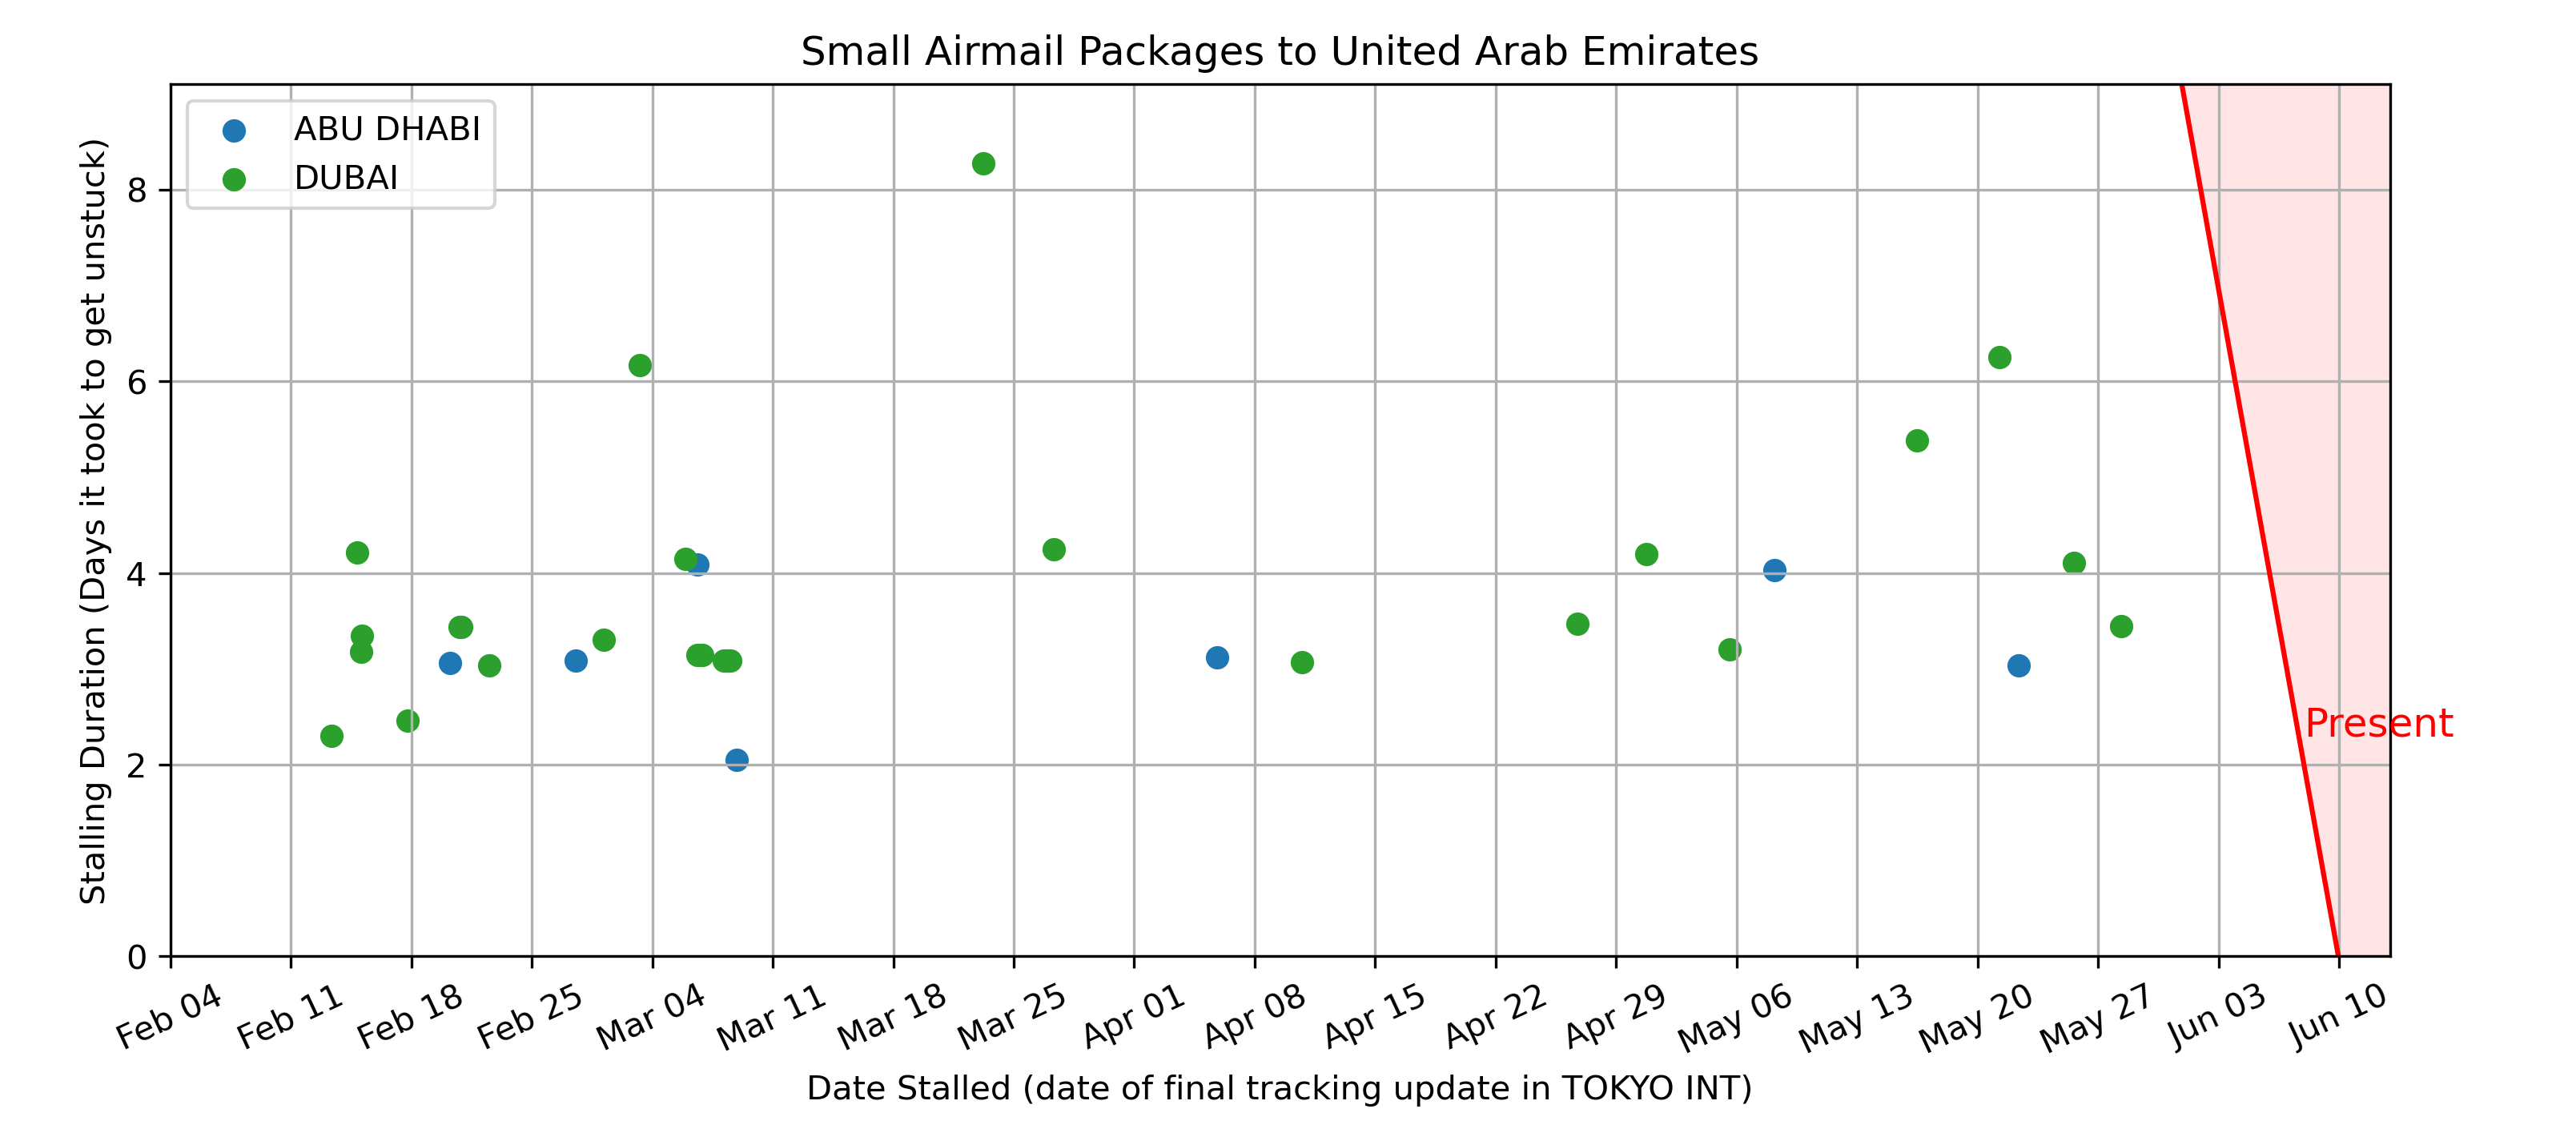 Small Airmail Packages to United Arab Emirates
ABU DHABI
DUBAI
Stalling Duration (Days it took to get unstuck)
8
6
4
2
0
Present
Feb 04 Feb 11 Feb 18 Feb 25 Mar 04 Mar 11 Mar 18 Mar 25 Apr 01 Apr 08 Apr 15 Apr 22 Apr 29 May 06 May 13 May 20 May 27 Jun 03 Jun 10
Date Stalled (date of final tracking update in TOKYO INT)